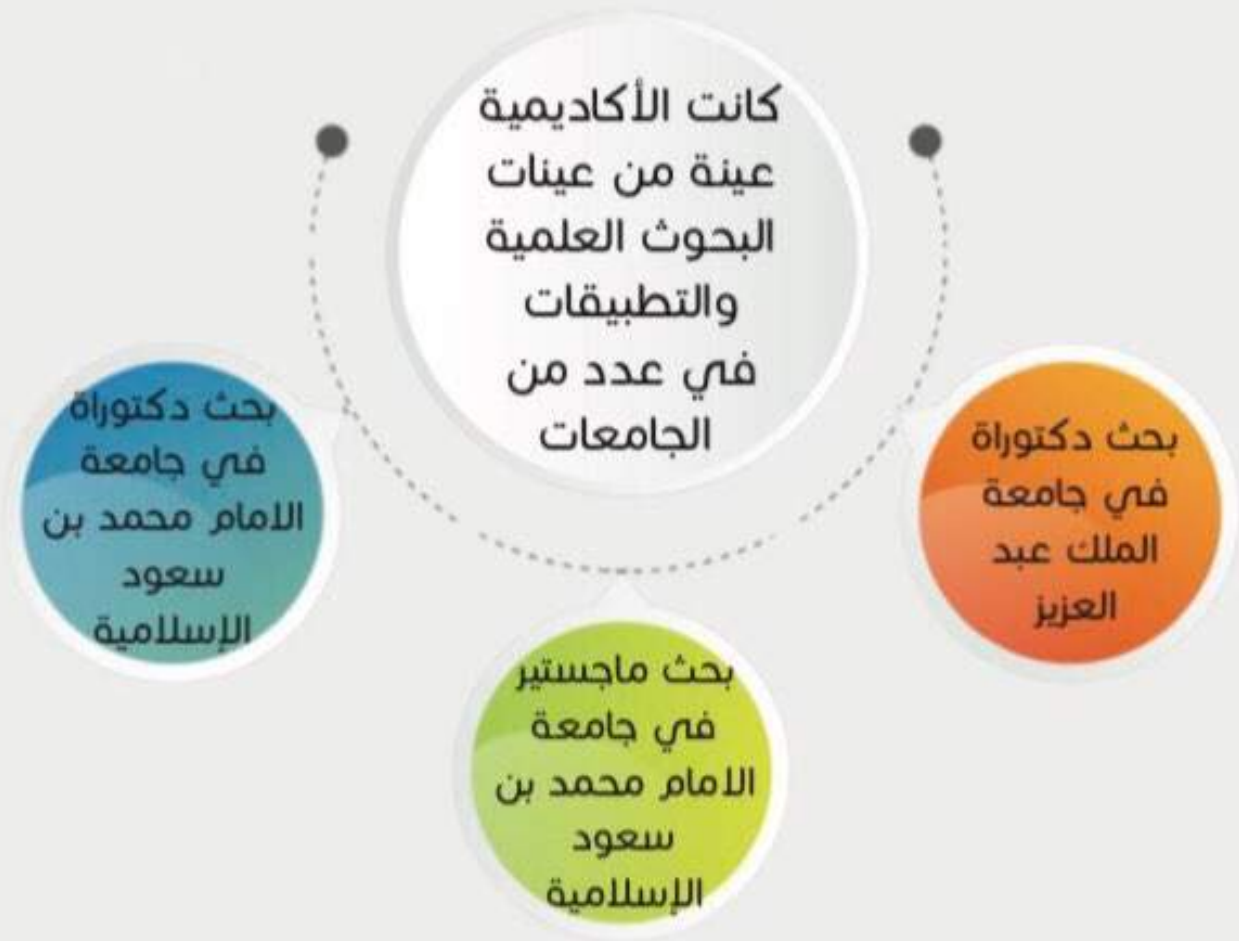 كانت الأكاديمية
عينة من عينات
البحوث العلمية
والتطبيقات
في عدد من
الجامعات
بحث دكتوراة
في جامعة
الملك عبد
العزيز
بحث ماجستير
في جامعة
الامام محمد بن
سعود
الإسلامية
بحث دكتوراة
في جامعة
الامام محمد بن
سعود
الإسلامية